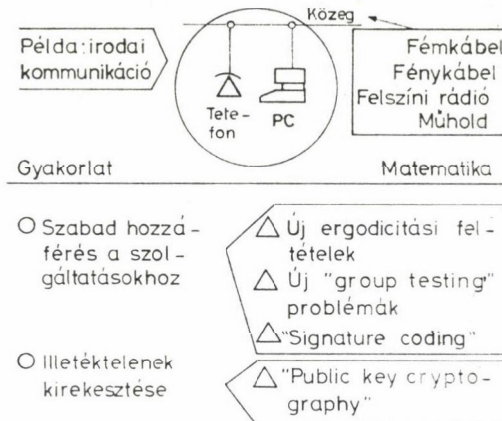 Közeg
Példa: irodai
kommunikáció
Tete-
fon
PC
Fémkábel
Fénykábel
Felszíni rádió
Műhold
Gyakorlat
Matematika
Szabad hozzá-
férés a szol-
gáltatásokhoz
Új ergodicitási fel-
tételek
Új "group testing"
problémák
"Signature coding"
Illetéktelenek
kirekesztése
"Public key crypto-
graphy"